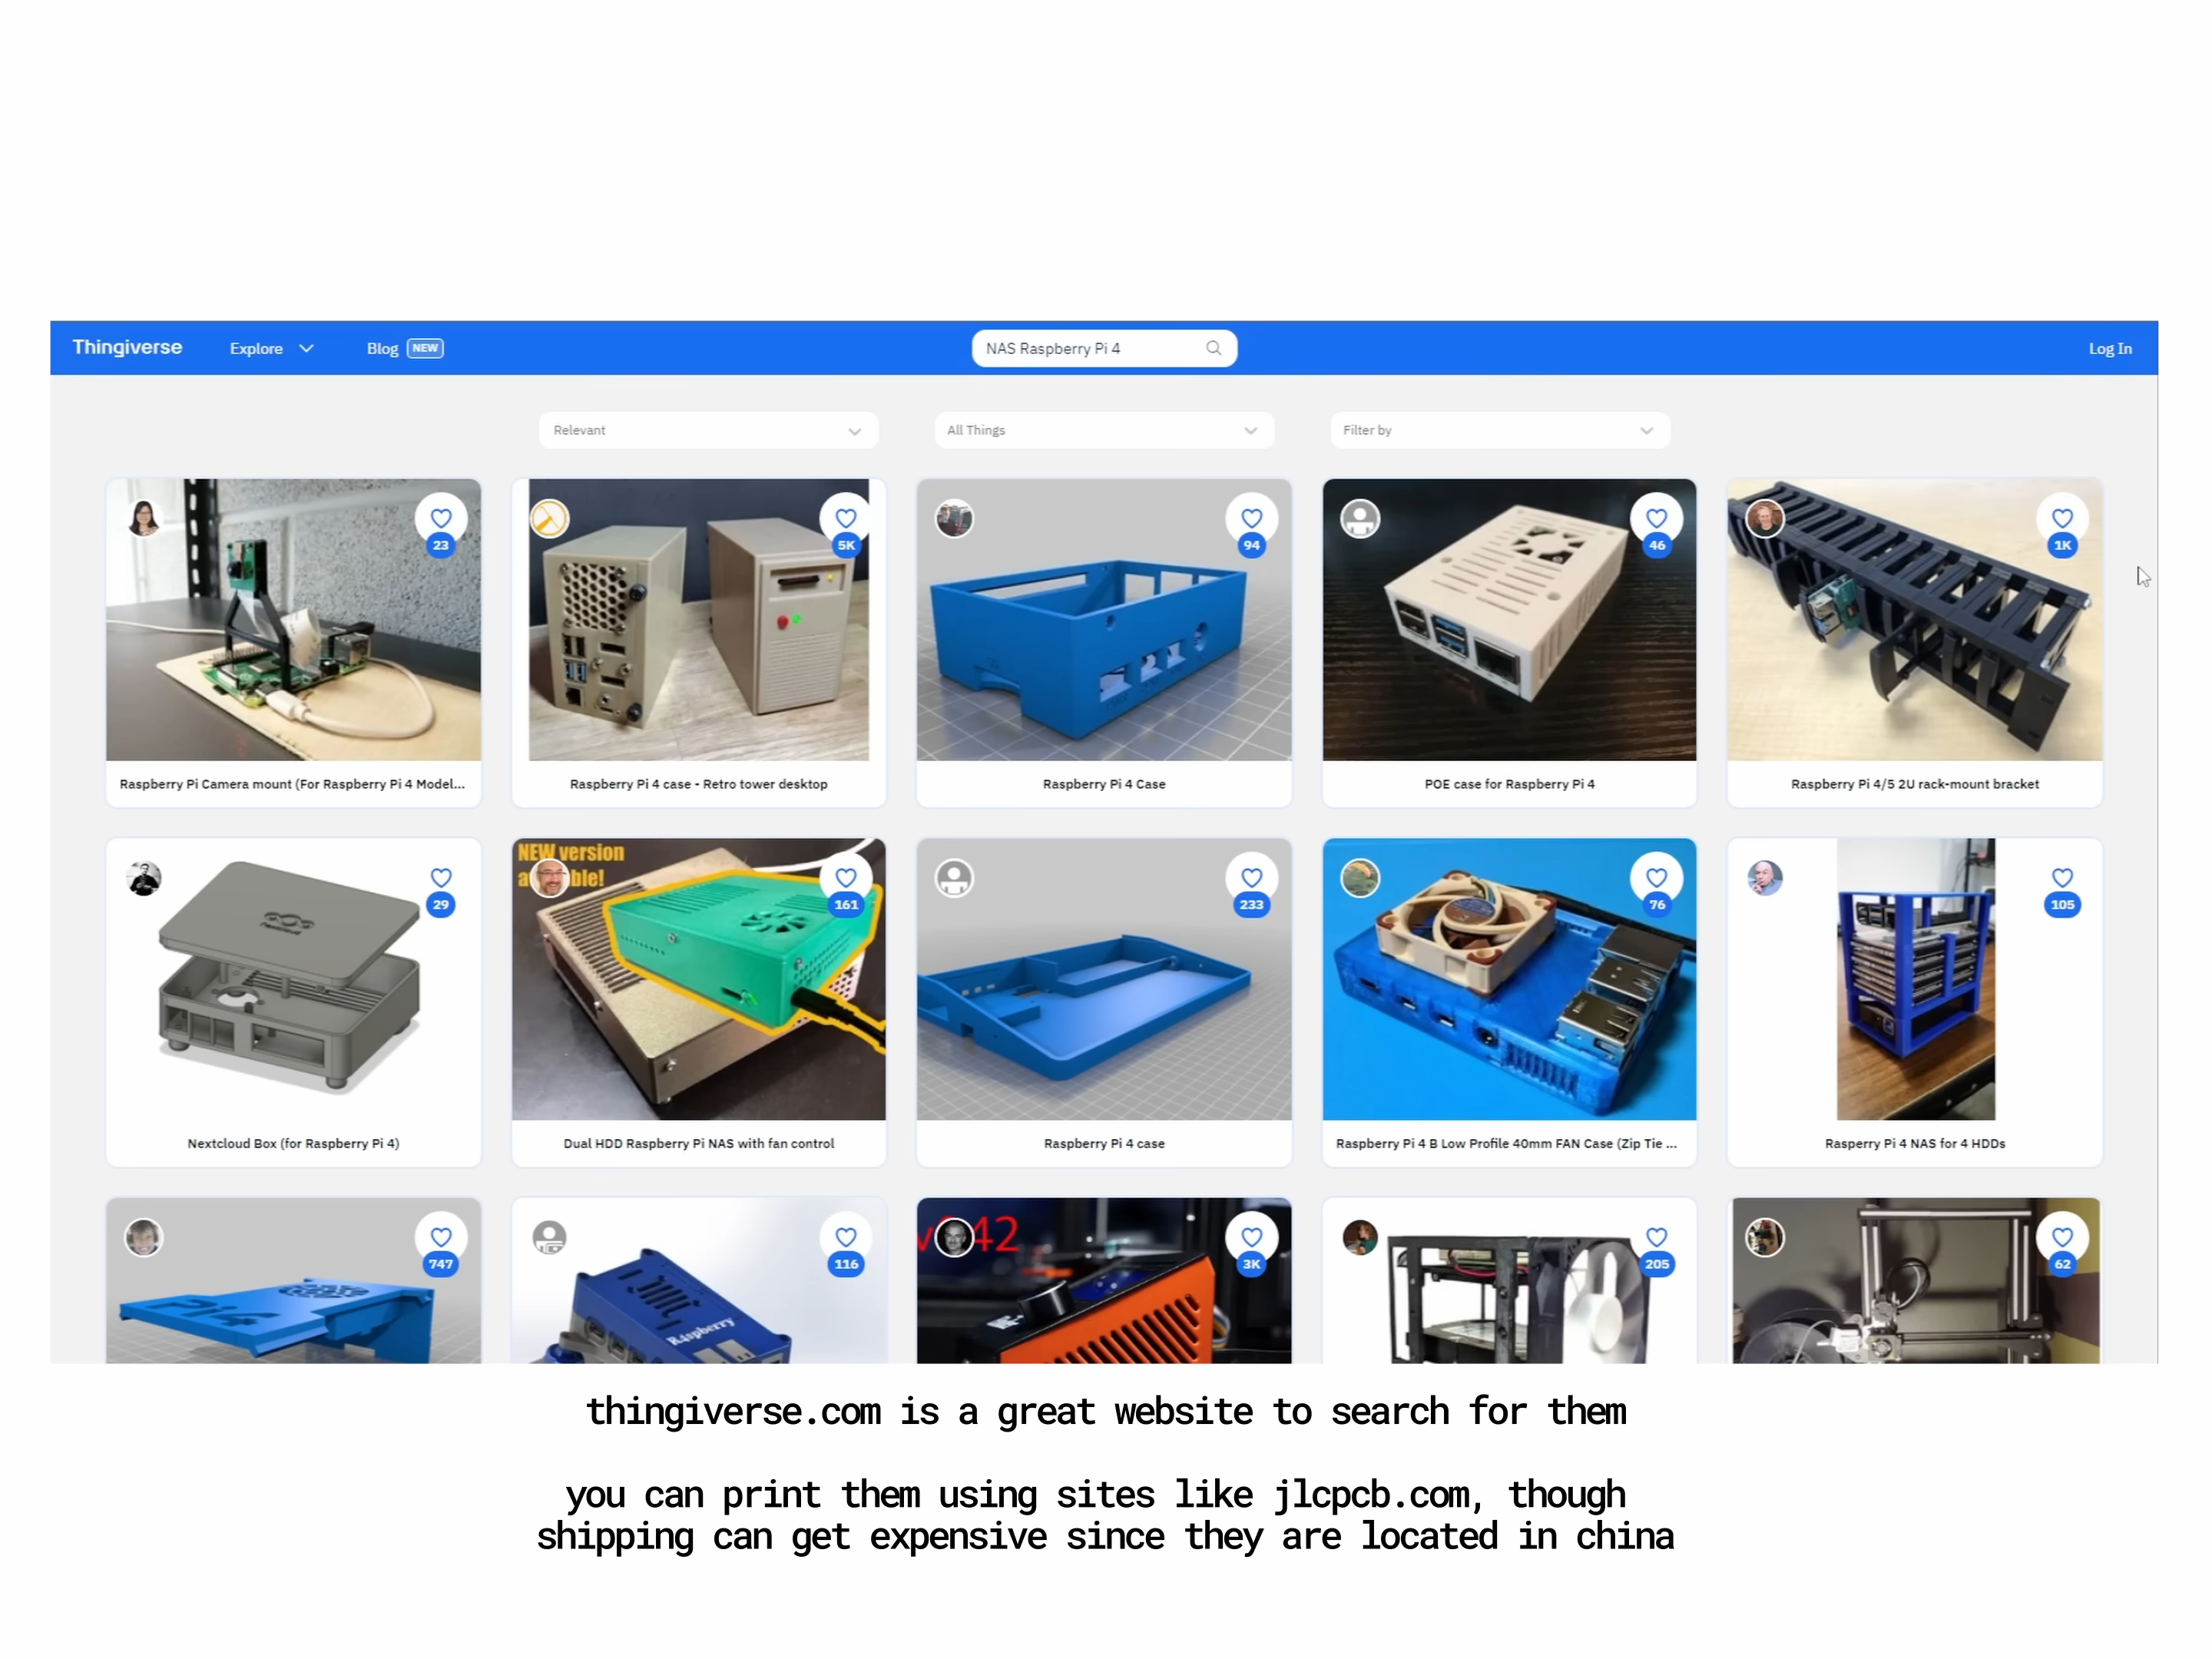 Thingiverse Explore Blog NEW NAS Raspberry Pi 4 Log In
Relevant All Things Filter by
23 5K 94 46 1K
Raspberry Pi Camera mount (For Raspberry Pi 4 Model...
Raspberry Pi 4 case - Retro tower desktop
Raspberry Pi 4 Case
POE case for Raspberry Pi 4
Raspberry Pi 4/5 2U rack-mount bracket
NEW version
29 161 233 76 105
Nextcloud Box (for Raspberry Pi 4)
Dual HDD Raspberry Pi NAS with fan control
Raspberry Pi 4 case
Raspberry Pi 4 B Low Profile 40mm FAN Case (Zip Tie ...
Rasperry Pi 4 NAS for 4 HDDs
747 116 3K 205 62
Pi4
R4spberry
thingiverse.com is a great website to search for them
you can print them using sites like jlcpcb.com, though
shipping can get expensive since they are located in china